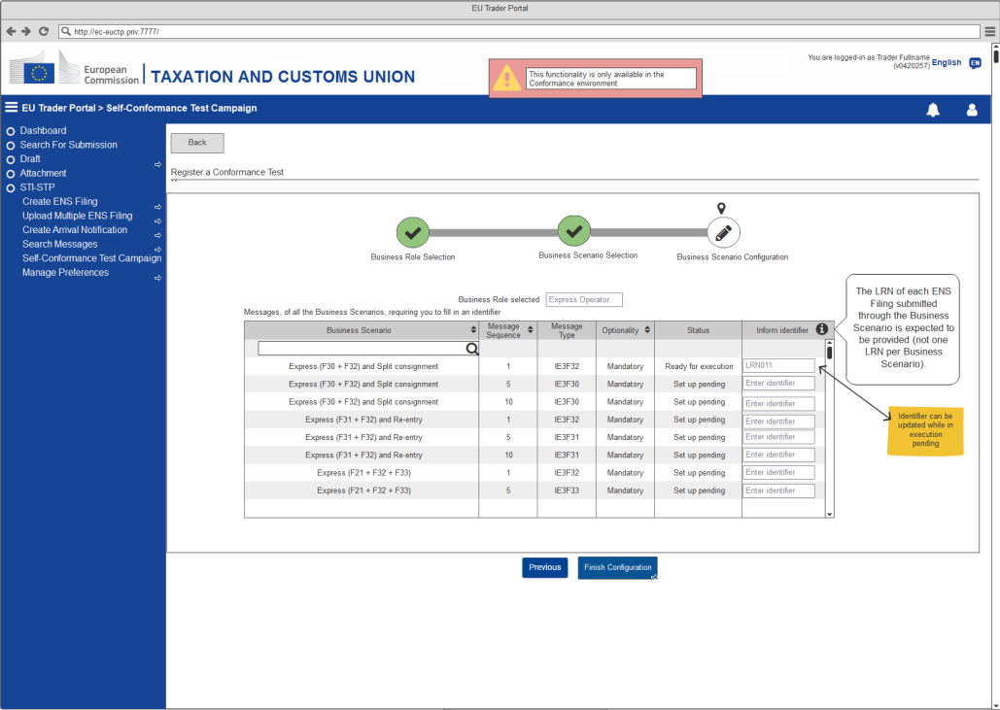 EU Trader Portal
http://ec-euctp.priv:7777/
European
Commission
TAXATION AND CUSTOMS UNION
This functionality is only available in the
Conformance environment
You are logged-in as Trader Fullname
(v0420257)
English
EN
EU Trader Portal > Self-Conformance Test Campaign
Dashboard
Search For Submission
Draft
Attachment
STI-STP
Create ENS Filing
Upload Multiple ENS Filing
Create Arrival Notification
Search Messages
Self-Conformance Test Campaign
Manage Preferences
Back
Register a Conformance Test
Business Role Selection
Business Scenario Selection
Business Scenario Configuration
Business Role selected
Express Operator
Messages, of all the Business Scenarios, requiring you to fill in an identifier
Business Scenario
Message
Sequence
Message
Type
Optionality
Status
Inform identifier
Express (F30 + F32) and Split consignment 1 IE3F32 Mandatory Ready for execution LRN011
Express (F30 + F32) and Split consignment 5 IE3F30 Mandatory Set up pending Enter identifier
Express (F30 + F32) and Split consignment 10 IE3F30 Mandatory Set up pending Enter identifier
Express (F31 + F32) and Re-entry 1 IE3F32 Mandatory Set up pending Enter identifier
Express (F31 + F32) and Re-entry 5 IE3F31 Mandatory Set up pending Enter identifier
Express (F31 + F32) and Re-entry 10 IE3F31 Mandatory Set up pending Enter identifier
Express (F21 + F32 + F33) 1 IE3F32 Mandatory Set up pending Enter identifier
Express (F21 + F32 + F33) 5 IE3F33 Mandatory Set up pending Enter identifier
The LRN of each ENS
Filing submitted
through the Business
Scenario is expected to
be provided (not one
LRN per Business
Scenario).
Identifier can be
updated while in
execution
pending
Previous
Finish Configuration